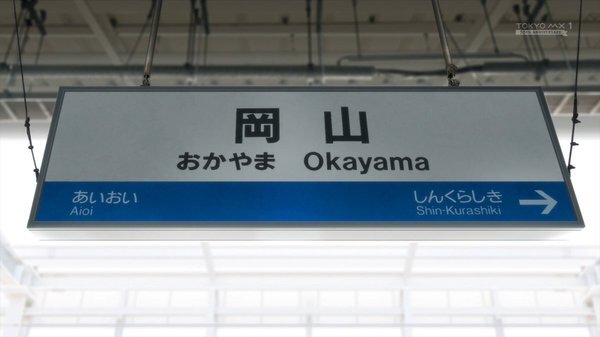 TOKYO MX 1
岡山
おかやま Okayama
あいおい
Aioi
しんくらしき
Shin-Kurashiki